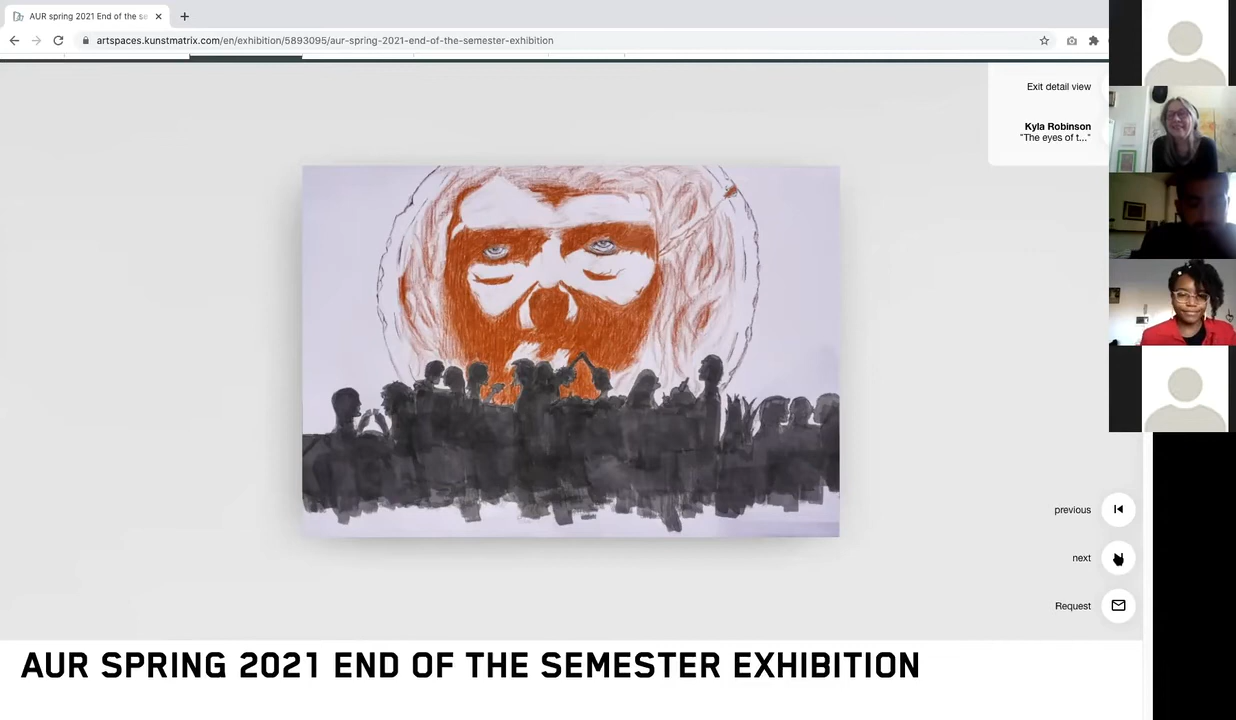 AUR spring 2021 End of the se
artspaces.kunstmatrix.com/en/exhibition/5893095/aur-spring-2021-end-of-the-semester-exhibition
Exit detail view
Kyla Robinson
"The eyes of t..."
previous
next
Request
AUR SPRING 2021 END OF THE SEMESTER EXHIBITION